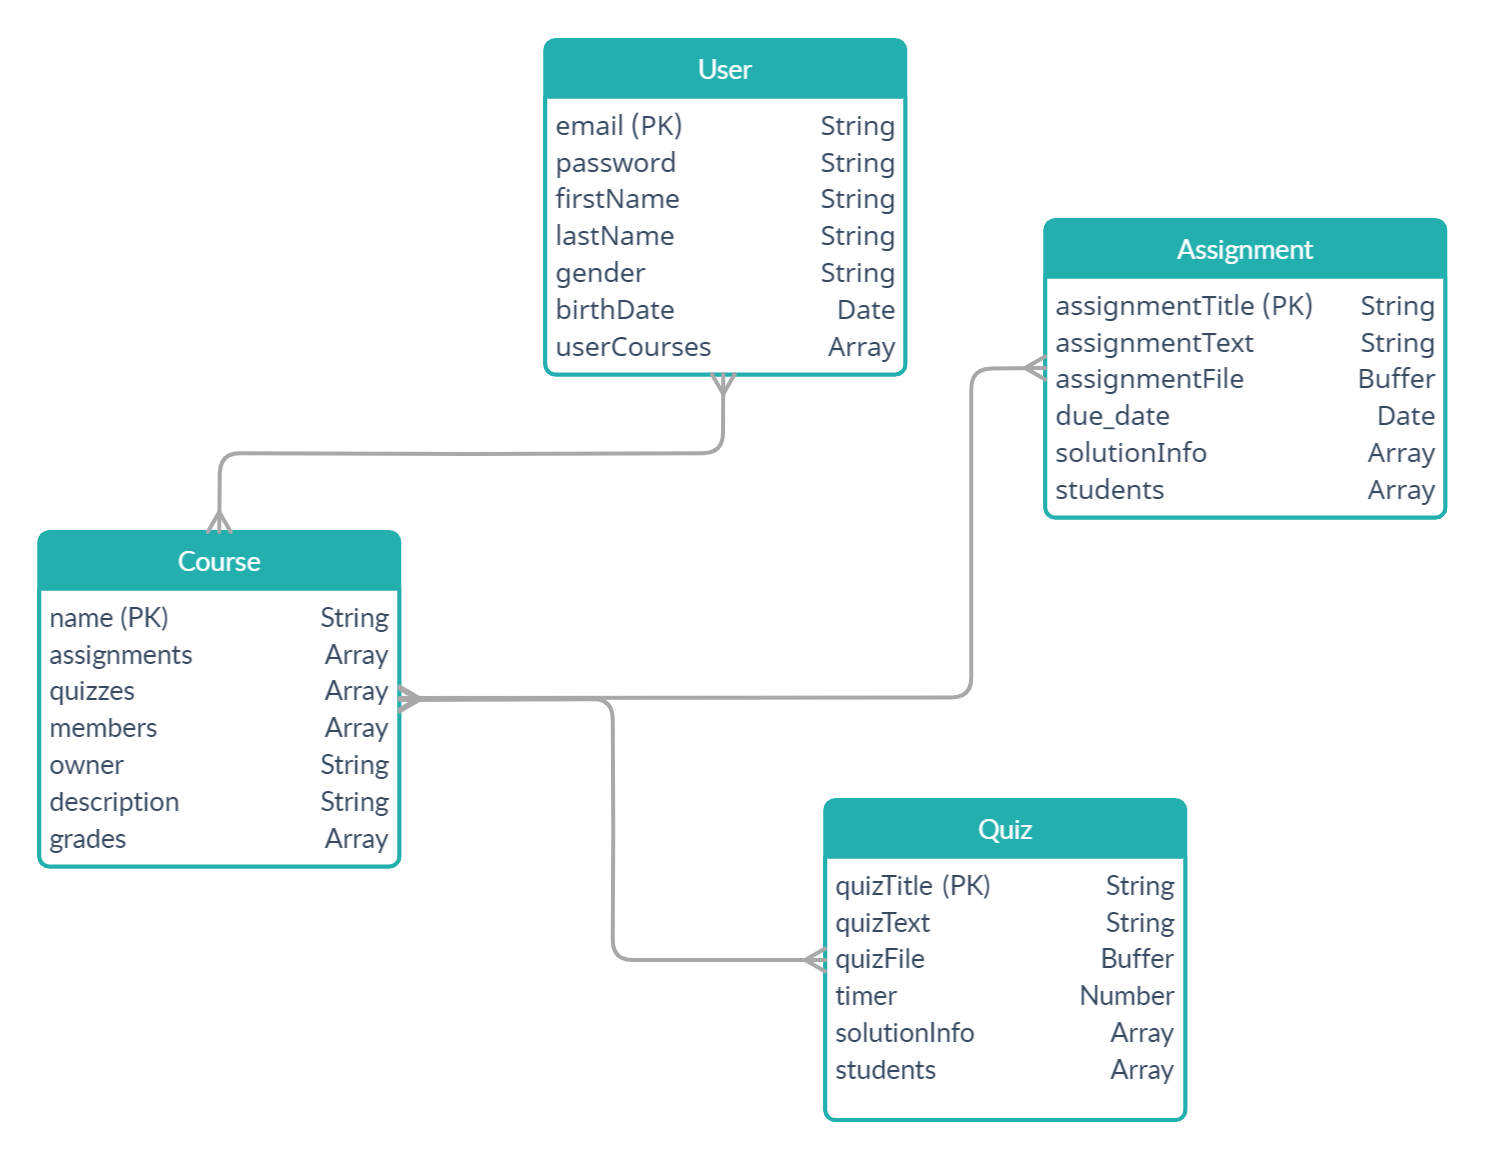 User
email (PK) String
password String
firstName String
lastName String
gender String
birthDate Date
userCourses Array
Assignment
assignmentTitle (PK) String
assignmentText String
assignmentFile Buffer
due_date Date
solutionInfo Array
students Array
Course
name (PK) String
assignments Array
quizzes Array
members Array
owner String
description String
grades Array
Quiz
quizTitle (PK) String
quizText String
quizFile Buffer
timer Number
solutionInfo Array
students Array